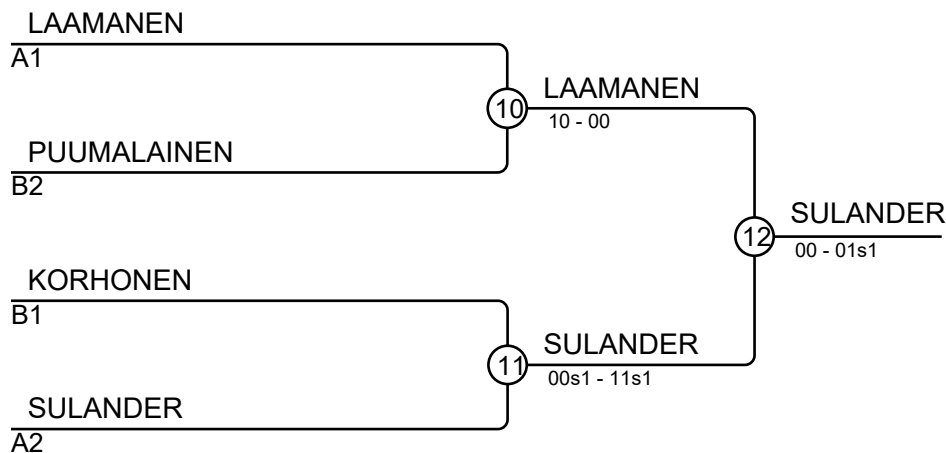 LAAMANEN
A1
10
LAAMANEN
10 - 00
PUUMALAINEN
B2
12
SULANDER
00 - 01s1
KORHONEN
B1
11
SULANDER
00s1 - 11s1
SULANDER
A2